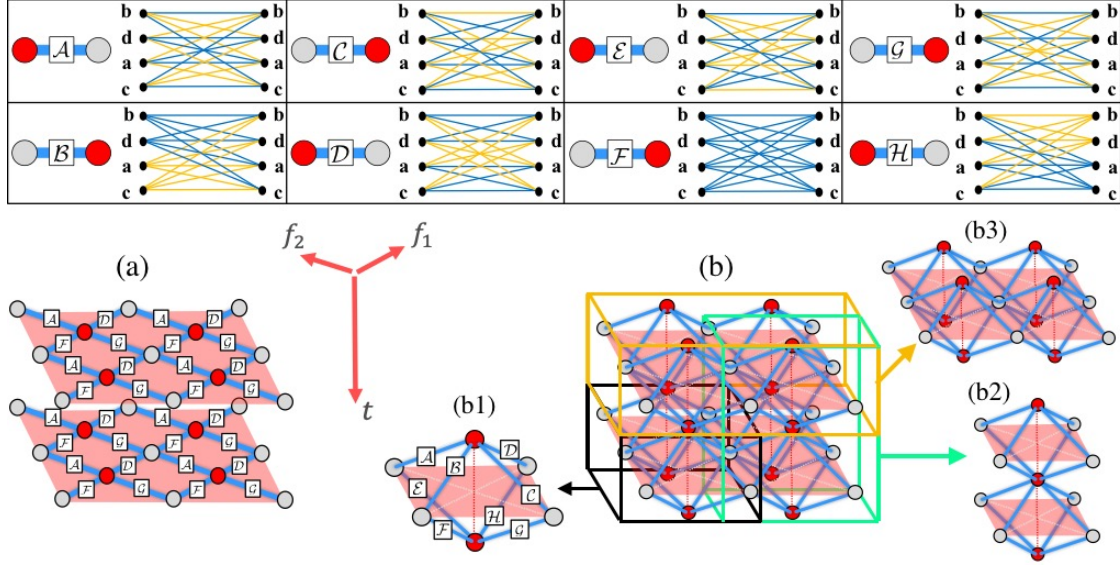 b b b b b b b b
d d d d d d d d
𝒜 𝒞 ℰ 𝒢
a a a a a a a a
c c c c c c c c
b b b b b b b b
d d d d d d d d
ℬ 𝒟 ℱ ℋ
a a a a a a a a
c c c c c c c c
f₂ f₁
t
(a)
𝒜 𝒟 𝒜 𝒟
ℱ 𝒢 ℱ 𝒢
𝒜 𝒟 𝒜 𝒟
ℱ 𝒢 ℱ 𝒢
𝒜 𝒟 𝒜 𝒟
ℱ 𝒢 ℱ 𝒢
𝒜 𝒟 𝒜 𝒟
ℱ 𝒢 ℱ 𝒢
(b1)
𝒜 ℬ 𝒟
ℰ 𝒞
ℱ ℋ 𝒢
(b)
(b3)
(b2)